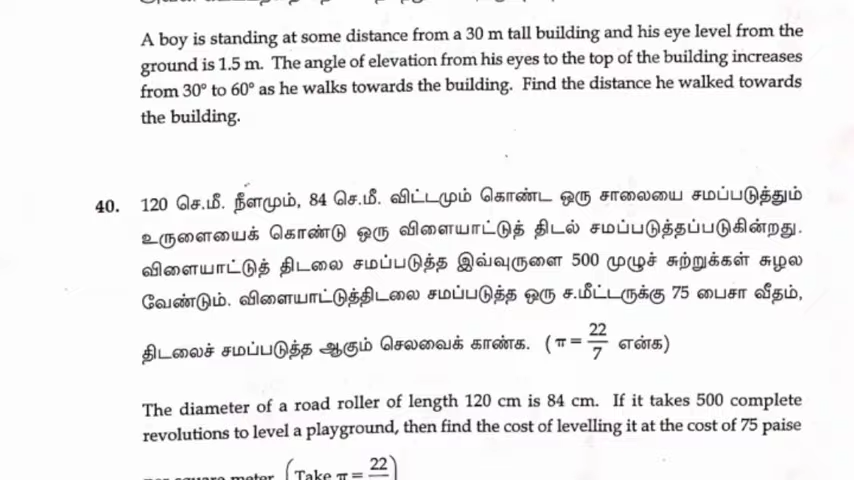 A boy is standing at some distance from a 30 m tall building and his eye level from the
ground is 1.5 m. The angle of elevation from his eyes to the top of the building increases
from 30° to 60° as he walks towards the building. Find the distance he walked towards
the building.
40. 120 செ.மீ. நீளமும், 84 செ.மீ. விட்டமும் கொண்ட ஒரு சாலையை சமப்படுத்தும்
உருளையைக் கொண்டு ஒரு விளையாட்டுத் திடல் சமப்படுத்தப்படுகின்றது.
விளையாட்டுத் திடலை சமப்படுத்த இவ்வுருளை 500 முழுச் சுற்றுக்கள் சுழல
வேண்டும். விளையாட்டுத்திடலை சமப்படுத்த ஒரு ச.மீட்டருக்கு 75 பைசா வீதம்,
திடலைச் சமப்படுத்த ஆகும் செலவைக் காண்க. (π = 22/7 என்க)
The diameter of a road roller of length 120 cm is 84 cm. If it takes 500 complete
revolutions to level a playground, then find the cost of levelling it at the cost of 75 paise
square meter. (Take π = 22